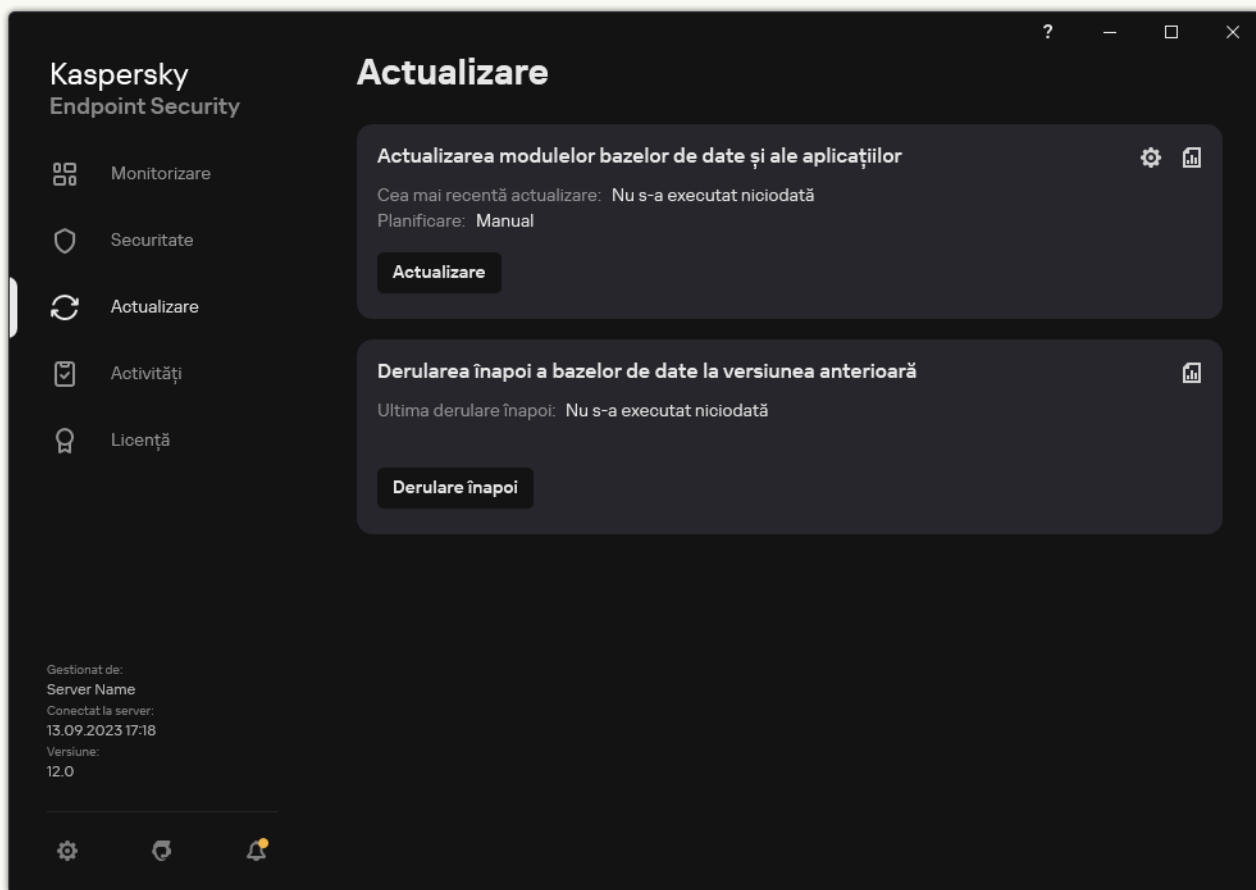 ?
Kaspersky
Endpoint Security
Monitorizare
Securitate
Actualizare
Activități
Licență
Gestionat de:
Server Name
Conectat la server:
13.09.2023 17:18
Versiune:
12.0
Actualizare
Actualizarea modulelor bazelor de date și ale aplicațiilor
Cea mai recentă actualizare: Nu s-a executat niciodată
Planificare: Manual
Actualizare
Derularea înapoi a bazelor de date la versiunea anterioară
Ultima derulare înapoi: Nu s-a executat niciodată
Derulare înapoi